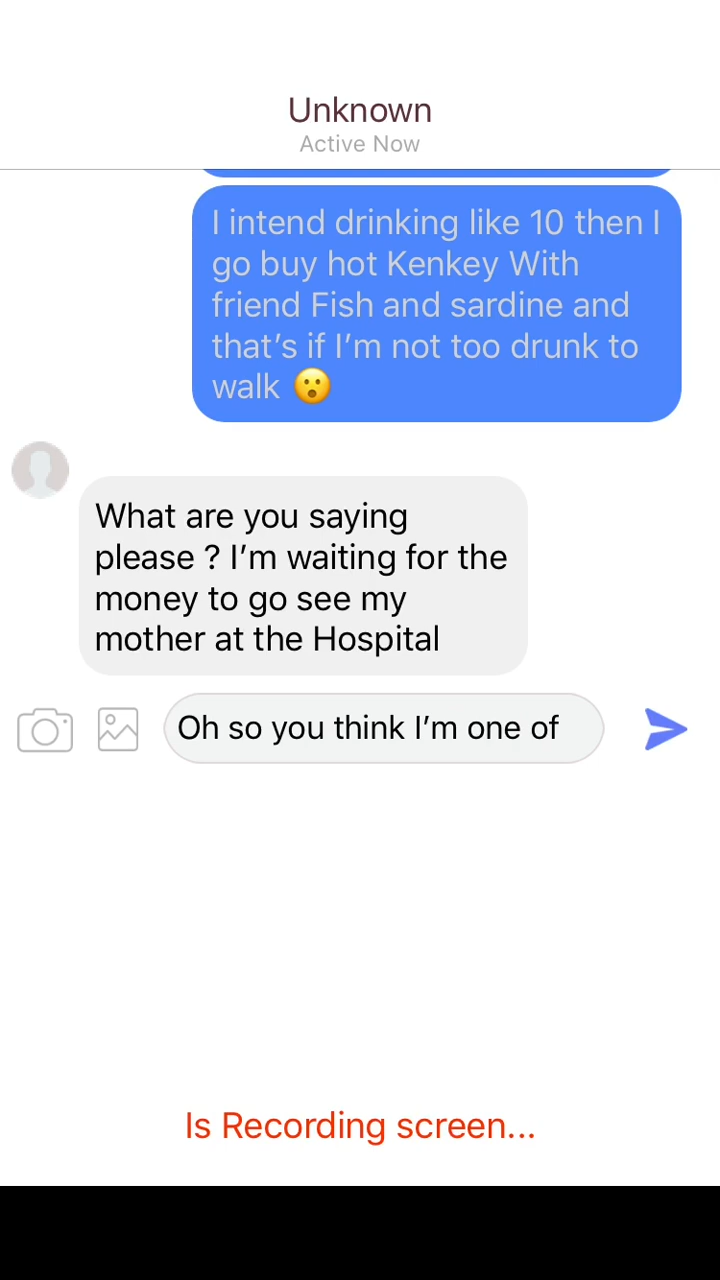 Unknown
Active Now
I intend drinking like 10 then I
go buy hot Kenkey With
friend Fish and sardine and
that’s if I’m not too drunk to
walk 😮
What are you saying
please ? I’m waiting for the
money to go see my
mother at the Hospital
Oh so you think I’m one of
Is Recording screen...